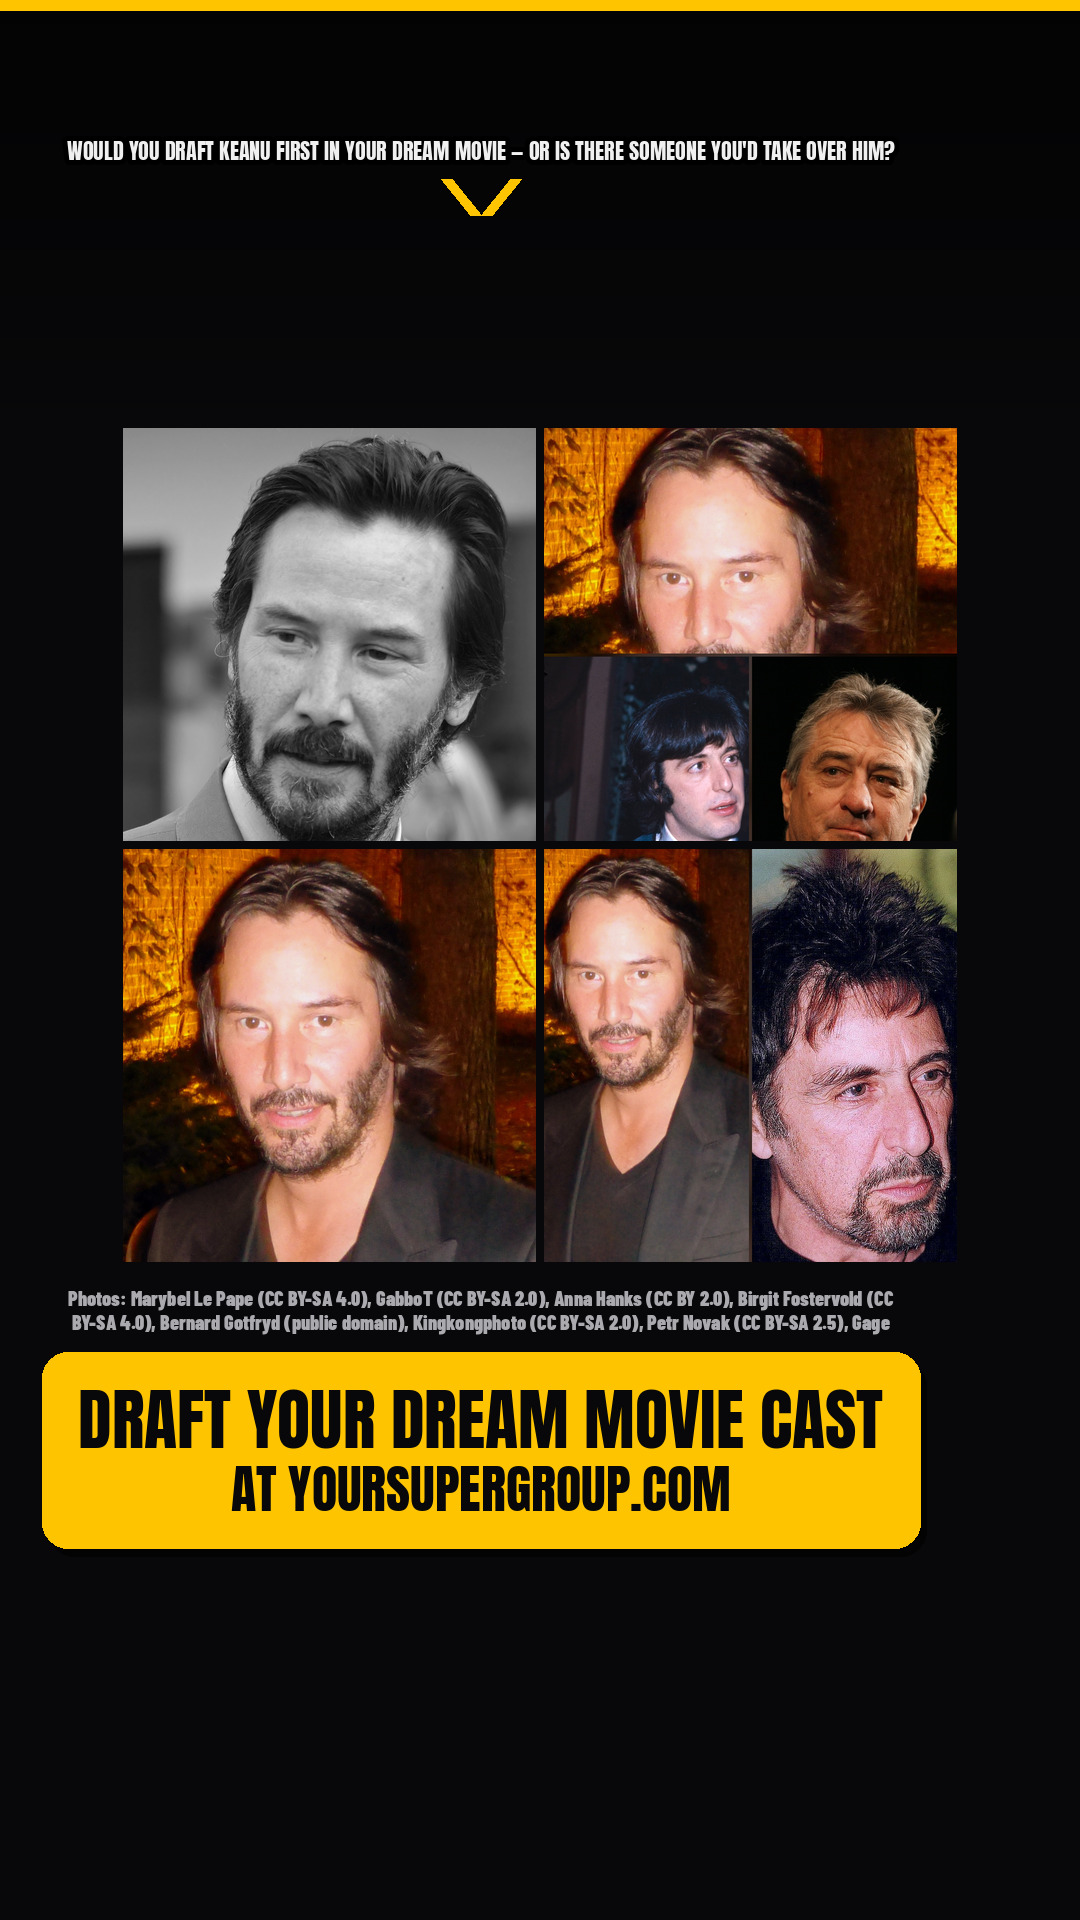 WOULD YOU DRAFT KEANU FIRST IN YOUR DREAM MOVIE – OR IS THERE SOMEONE YOU'D TAKE OVER HIM?
Photos: Marybel Le Pape (CC BY-SA 4.0), GabboT (CC BY-SA 2.0), Anna Hanks (CC BY 2.0), Birgit Fostervold (CC
BY-SA 4.0), Bernard Gotfryd (public domain), Kingkongphoto (CC BY-SA 2.0), Petr Novak (CC BY-SA 2.5), Gage
DRAFT YOUR DREAM MOVIE CAST
AT YOURSUPERGROUP.COM